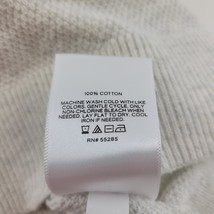 100% COTTON
MACHINE WASH COLD WITH LIKE
COLORS, GENTLE CYCLE. ONLY
NON-CHLORINE BLEACH WHEN
NEEDED. LAY FLAT TO DRY. COOL
IRON IF NEEDED.
RN# 55285